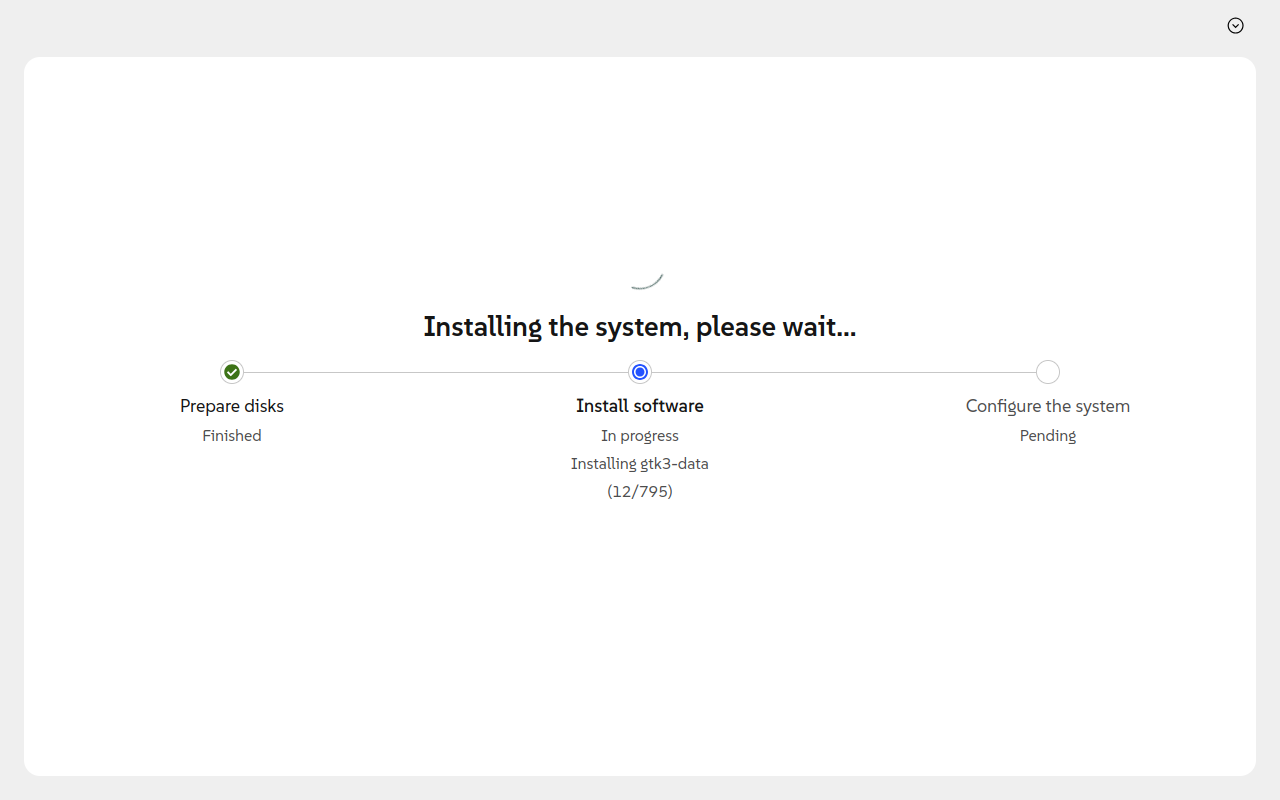 Installing the system, please wait...
Prepare disks
Finished
Install software
In progress
Installing gtk3-data
(12/795)
Configure the system
Pending